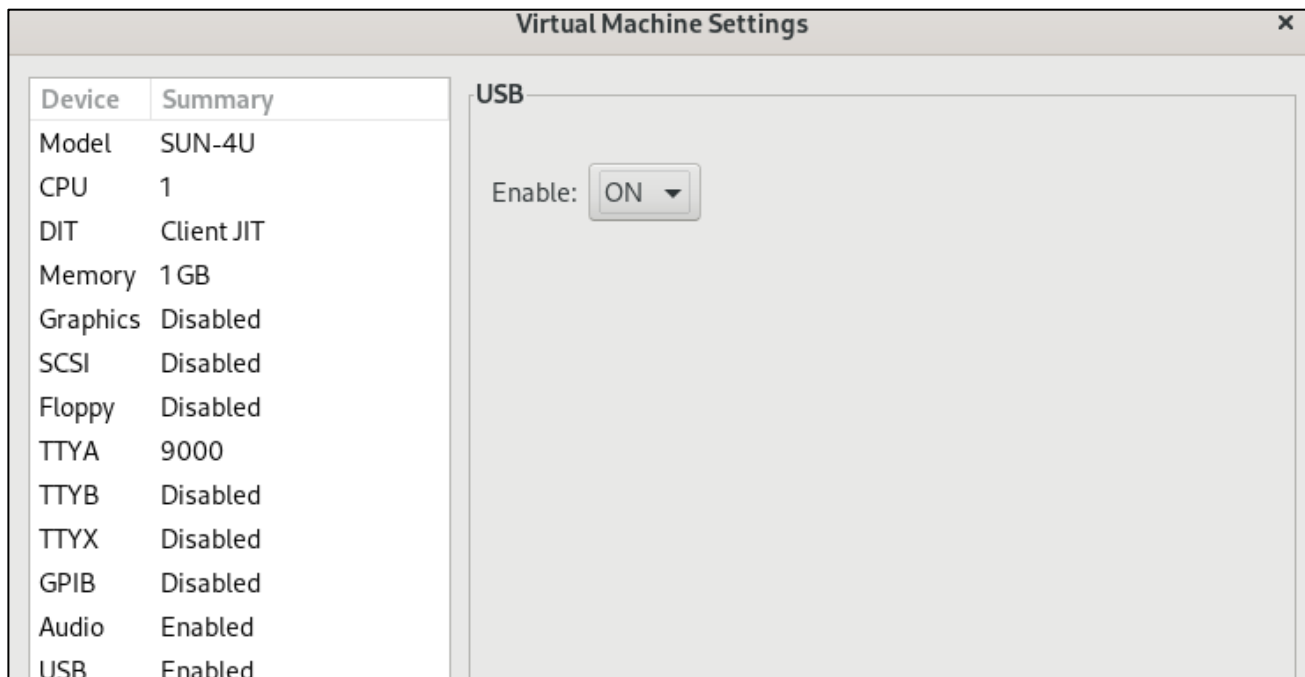 Virtual Machine Settings ×
Device Summary
Model SUN-4U
CPU 1
DIT Client JIT
Memory 1 GB
Graphics Disabled
SCSI Disabled
Floppy Disabled
TTYA 9000
TTYB Disabled
TTYX Disabled
GPIB Disabled
Audio Enabled
USB Enabled
USB
Enable: ON